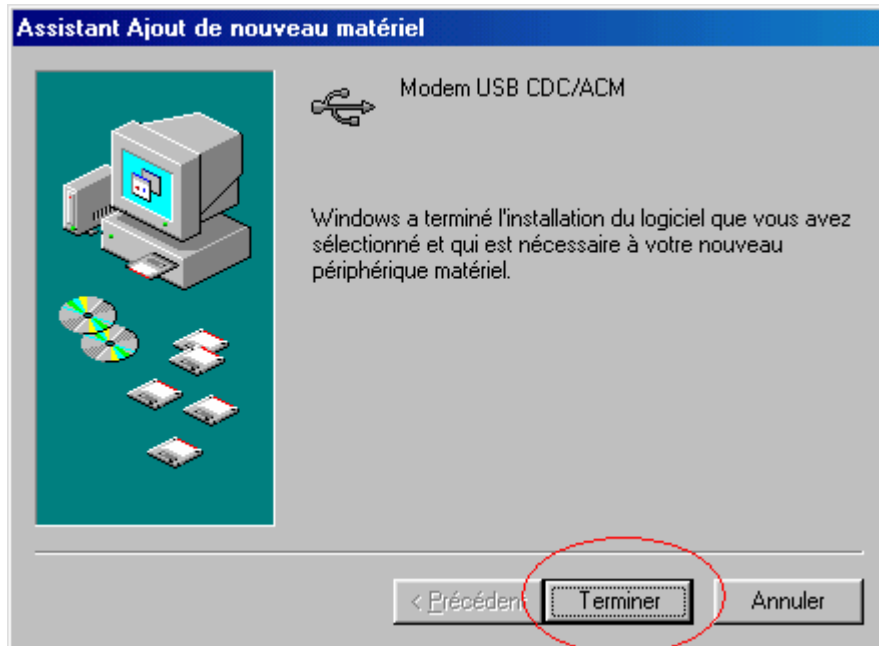 Assistant Ajout de nouveau matériel
Modem USB CDC/ACM
Windows a terminé l'installation du logiciel que vous avez
sélectionné et qui est nécessaire à votre nouveau
périphérique matériel.
< Précédent Terminer Annuler